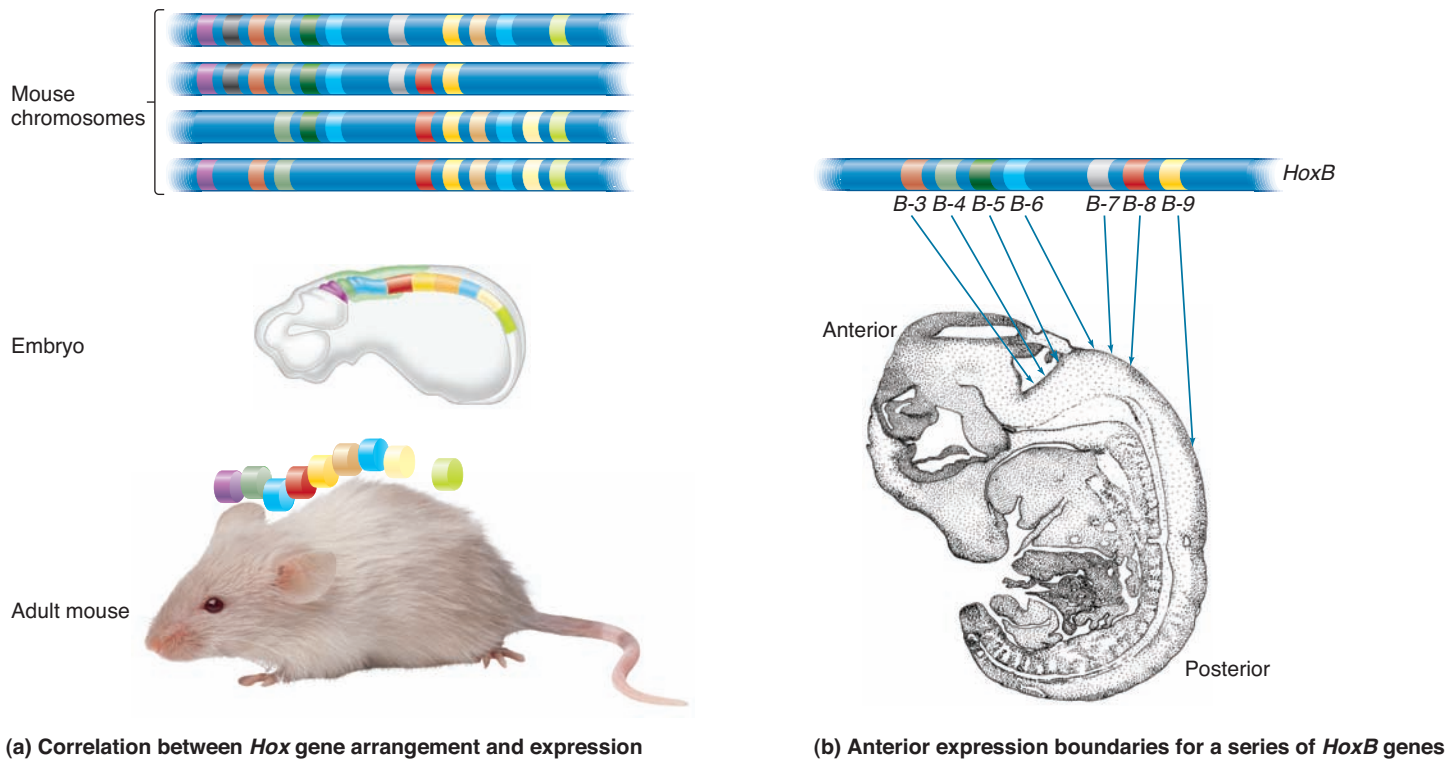 Mouse
chromosomes
Embryo
Adult mouse
(a) Correlation between Hox gene arrangement and expression
HoxB
B-3 B-4 B-5 B-6 B-7 B-8 B-9
Anterior
Posterior
(b) Anterior expression boundaries for a series of HoxB genes